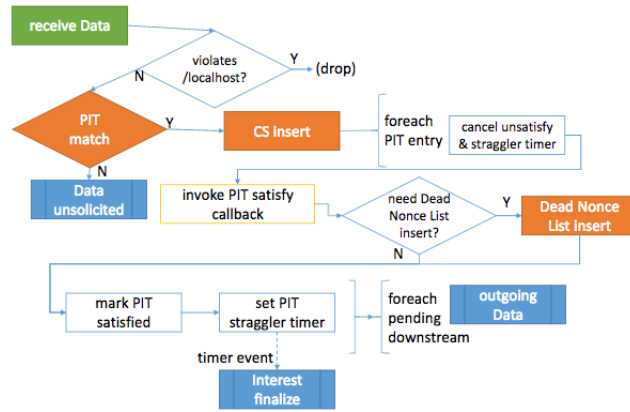 receive Data
violates
/localhost?
Y
(drop)
N
PIT
match
Y
CS insert
foreach
PIT entry
cancel unsatisfy
& straggler timer
N
Data
unsolicited
invoke PIT satisfy
callback
need Dead
Nonce List
insert?
Y
Dead Nonce
List insert
N
mark PIT
satisfied
set PIT
straggler timer
foreach
pending
downstream
outgoing
Data
timer event
Interest
finalize